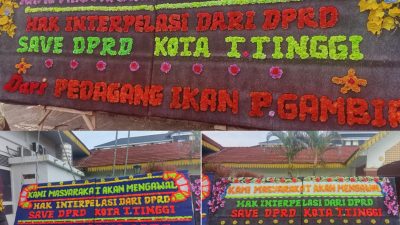 HAK INTERPELASI DARI DPRD
SAVE DPRD KOTA T.TINGGI
Dari PEDAGANG IKAN P.GAMBIR
KAMI MASYARAKAT AKAN MENGAWAL
HAK INTERPELASI DARI DPRD
SAVE DPRD KOTA T.TINGGI
KAMI MASYARAKAT AKAN MENGAWAL
HAK INTERPELASI DARI DPRD
SAVE DPRD KOTA T.TINGGI